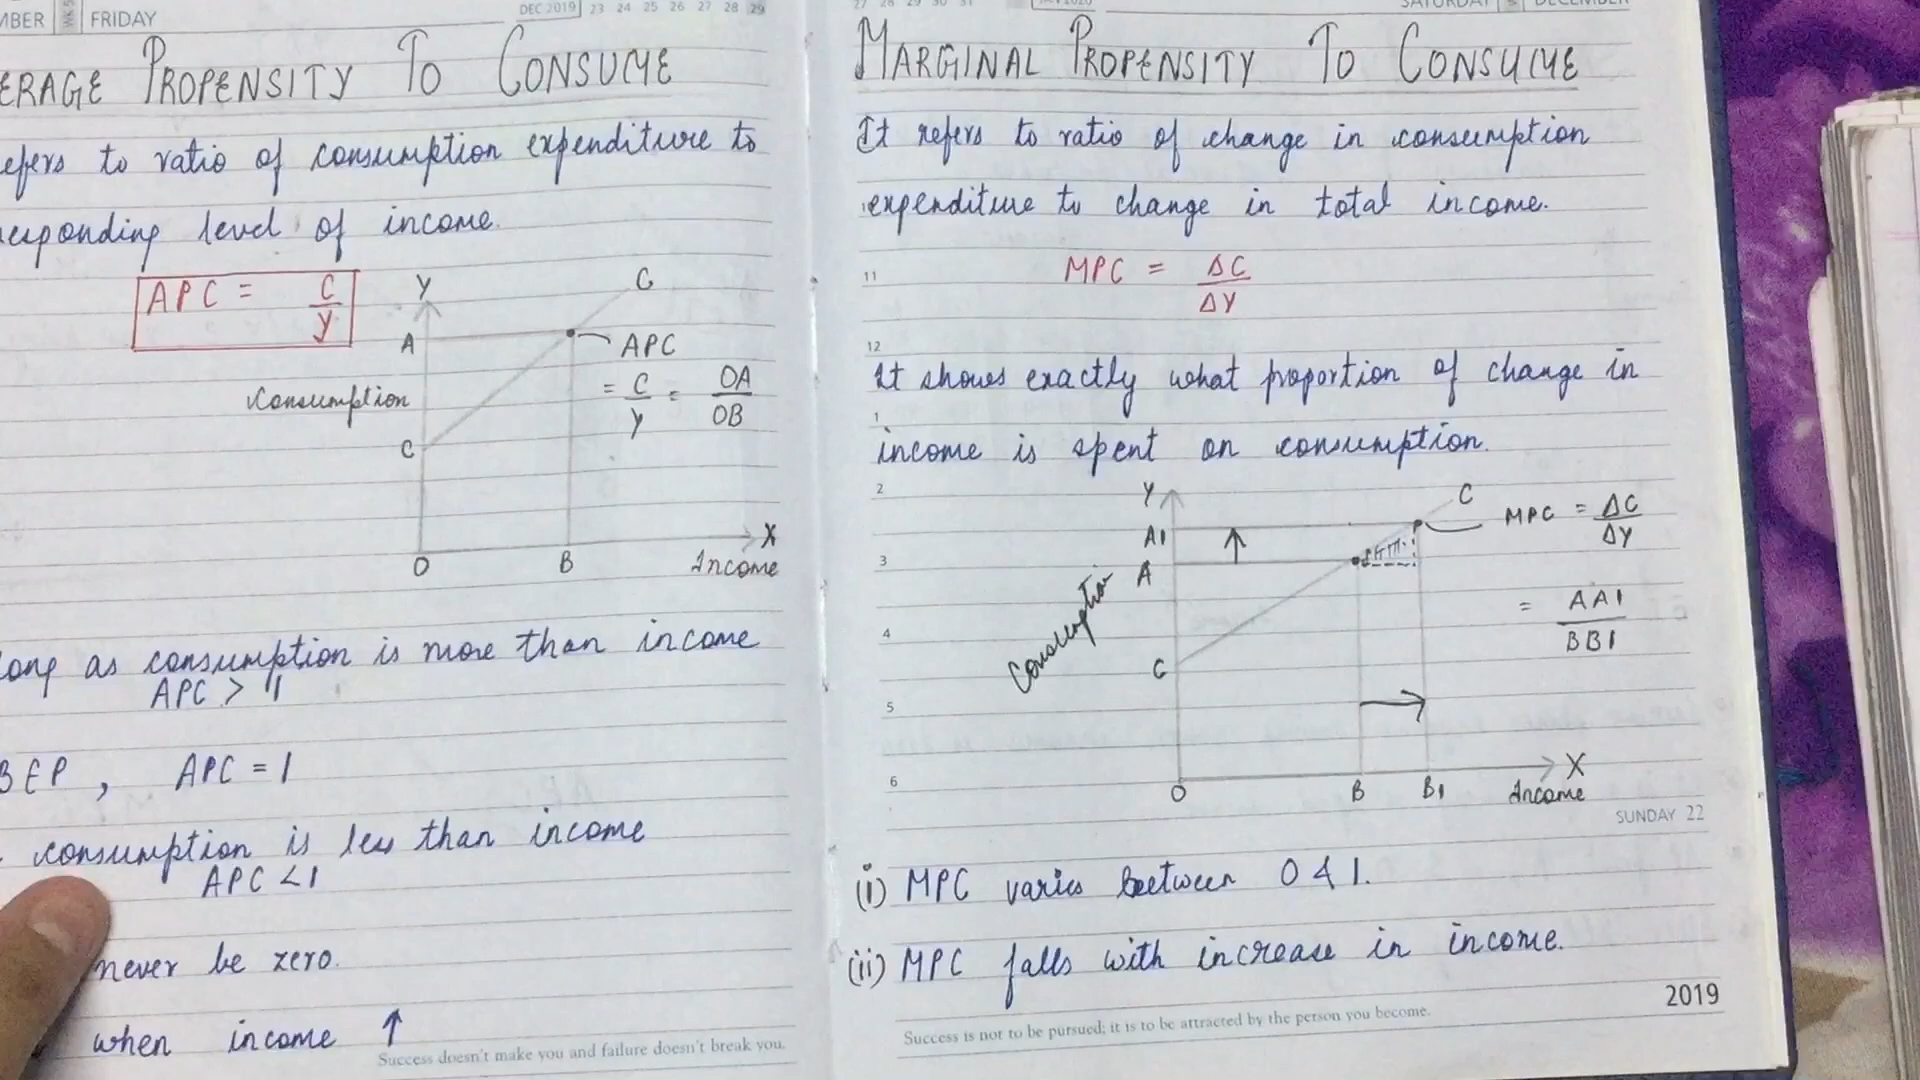 FRIDAY
DEC 2019 23 24 25 26 27 28 29
PROPENSITY TO CONSUME
to ratio of consumption expenditure to
level of income.
APC = C/Y
Y
C
A
APC
= C/Y = OA/OB
Consumption
C
X
O B Income
as consumption is more than income
APC > 1
BEP, APC = 1
consumption is less than income
APC < 1
never be zero.
when income ↑
Success doesn't make you and failure doesn't break you.
MARGINAL PROPENSITY TO CONSUME
It refers to ratio of change in consumption
expenditure to change in total income.
11
MPC = ΔC/ΔY
12
It shows exactly what proportion of change in
1
income is spent on consumption.
2
Y
C
MPC = ΔC/ΔY
A1
3
A
= AA1/BB1
Consumption
4
C
5
6
X
O B B1 Income
SUNDAY 22
(i) MPC varies between 0 & 1.
(ii) MPC falls with increase in income.
2019
Success is not to be pursued; it is to be attracted by the person you become.